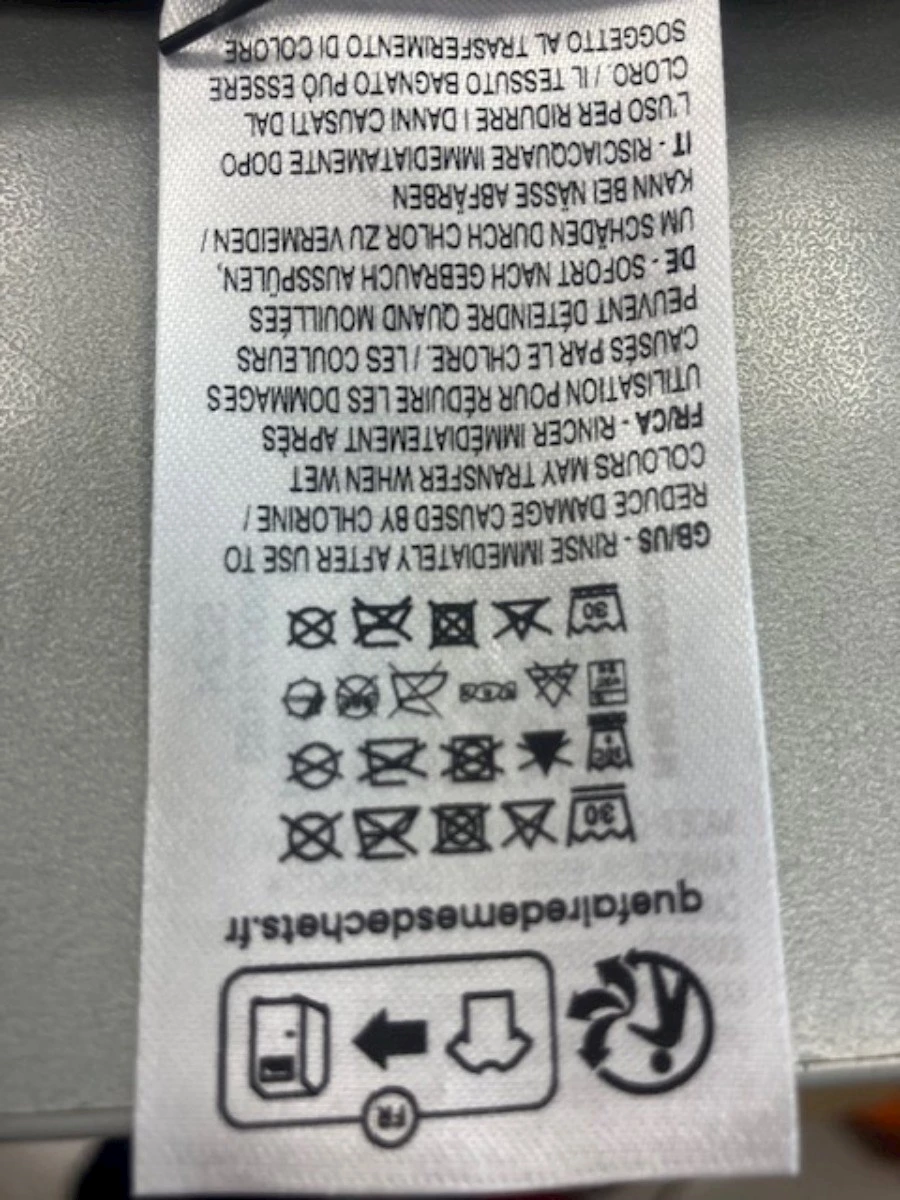 FR
quefairedemesdechets.fr
30
30
30
GB/US - RINSE IMMEDIATELY AFTER USE TO
REDUCE DAMAGE CAUSED BY CHLORINE /
COLOURS MAY TRANSFER WHEN WET
FR/CA - RINCER IMMÉDIATEMENT APRÈS
UTILISATION POUR RÉDUIRE LES DOMMAGES
CAUSÉS PAR LE CHLORE. / LES COULEURS
PEUVENT DÉTEINDRE QUAND MOUILLÉES
DE - SOFORT NACH GEBRAUCH AUSSPÜLEN,
UM SCHÄDEN DURCH CHLOR ZU VERMEIDEN /
KANN BEI NÄSSE ABFÄRBEN
IT - RISCIACQUARE IMMEDIATAMENTE DOPO
L'USO PER RIDURRE I DANNI CAUSATI DAL
CLORO. / IL TESSUTO BAGNATO PUÒ ESSERE
SOGGETTO AL TRASFERIMENTO DI COLORE